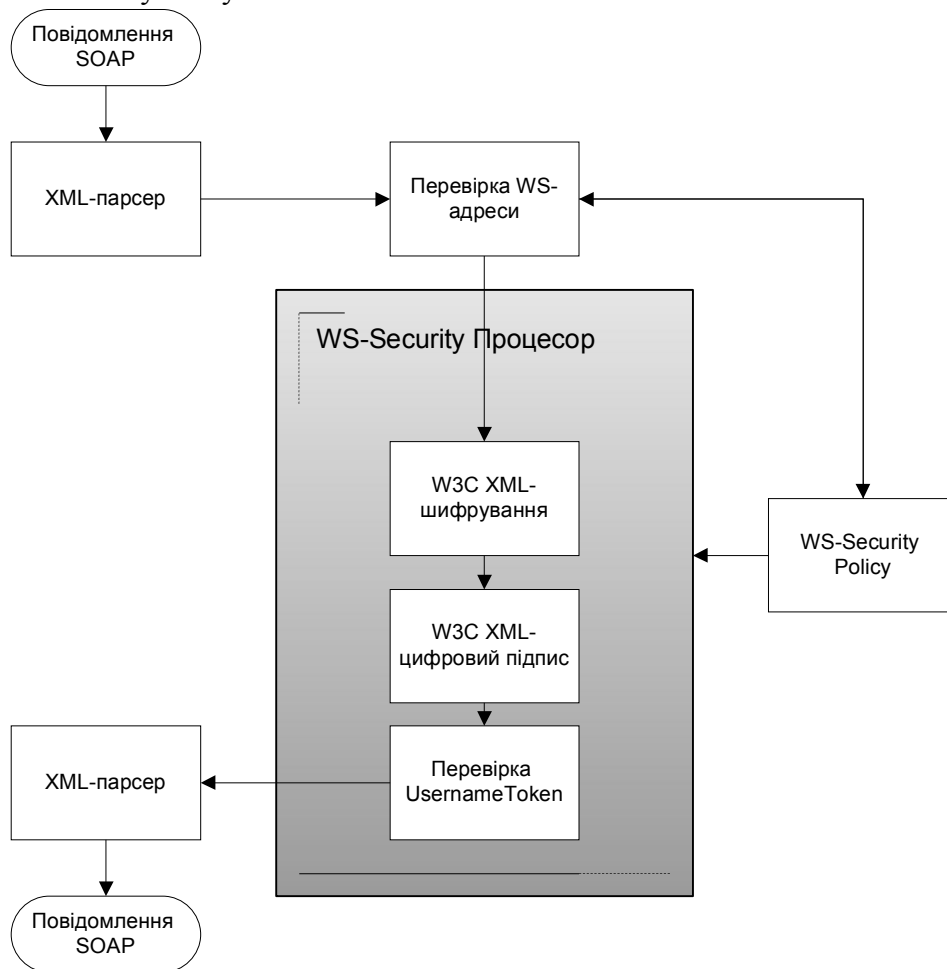 Повідомлення
SOAP
XML-парсер
Перевірка WS-
адреси
WS-Security Процесор
W3C XML-
шифрування
WS-Security
Policy
W3C XML-
цифровий підпис
XML-парсер
Перевірка
UsernameToken
Повідомлення
SOAP